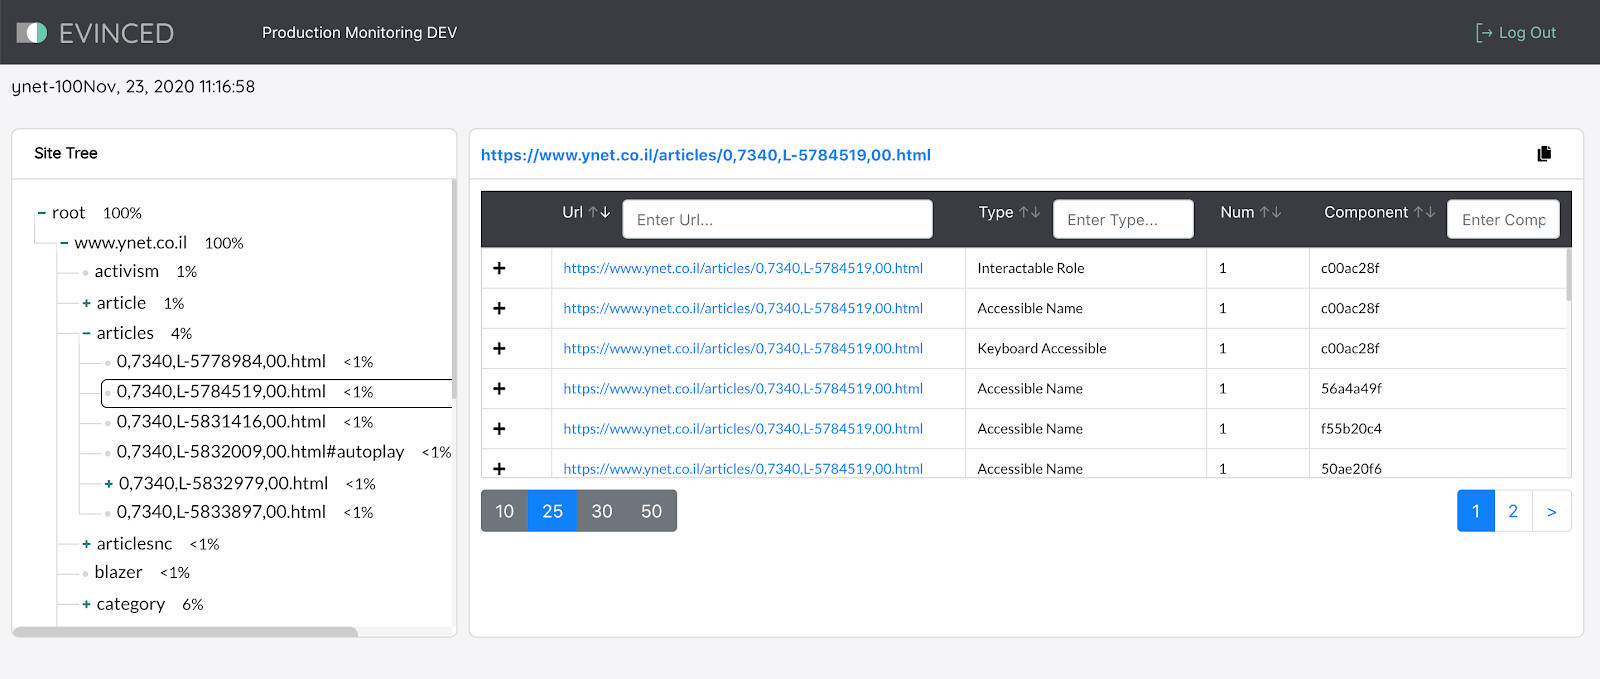 EVINCED
Production Monitoring DEV
Log Out
ynet-100Nov, 23, 2020 11:16:58
Site Tree
root 100%
www.ynet.co.il 100%
activism 1%
article 1%
articles 4%
0,7340,L-5778984,00.html <1%
0,7340,L-5784519,00.html <1%
0,7340,L-5831416,00.html <1%
0,7340,L-5832009,00.html#autoplay <1%
0,7340,L-5832979,00.html <1%
0,7340,L-5833897,00.html <1%
articlesnc <1%
blazer <1%
category 6%
https://www.ynet.co.il/articles/0,7340,L-5784519,00.html
Url ↑↓ Enter Url... Type ↑↓ Enter Type... Num ↑↓ Component ↑↓ Enter Comp
+ https://www.ynet.co.il/articles/0,7340,L-5784519,00.html Interactable Role 1 c00ac28f
+ https://www.ynet.co.il/articles/0,7340,L-5784519,00.html Accessible Name 1 c00ac28f
+ https://www.ynet.co.il/articles/0,7340,L-5784519,00.html Keyboard Accessible 1 c00ac28f
+ https://www.ynet.co.il/articles/0,7340,L-5784519,00.html Accessible Name 1 56a4a49f
+ https://www.ynet.co.il/articles/0,7340,L-5784519,00.html Accessible Name 1 f55b20c4
+ https://www.ynet.co.il/articles/0,7340,L-5784519,00.html Accessible Name 1 50ae20f6
10 25 30 50
1 2 >